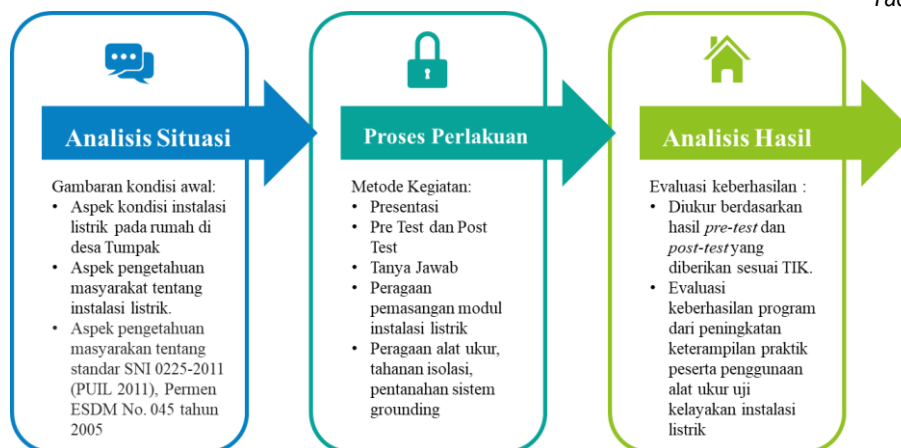 Analisis Situasi
Gambaran kondisi awal:
• Aspek kondisi instalasi
listrik pada rumah di
desa Tumpak
• Aspek pengetahuan
masyarakat tentang
instalasi listrik.
• Aspek pengetahuan
masyarakan tentang
standar SNI 0225-2011
(PUIL 2011), Permen
ESDM No. 045 tahun
2005
Proses Perlakuan
Metode Kegiatan:
• Presentasi
• Pre Test dan Post
Test
• Tanya Jawab
• Peragaan
pemasangan modul
instalasi listrik
• Peragaan alat ukur,
tahanan isolasi,
pentanahan sistem
grounding
Analisis Hasil
Evaluasi keberhasilan :
• Diukur berdasarkan
hasil pre-test dan
post-test yang
diberikan sesuai TIK.
• Evaluasi
keberhasilan program
dari peningkatan
keterampilan praktik
peserta penggunaan
alat ukur uji
kelayakan instalasi
listrik